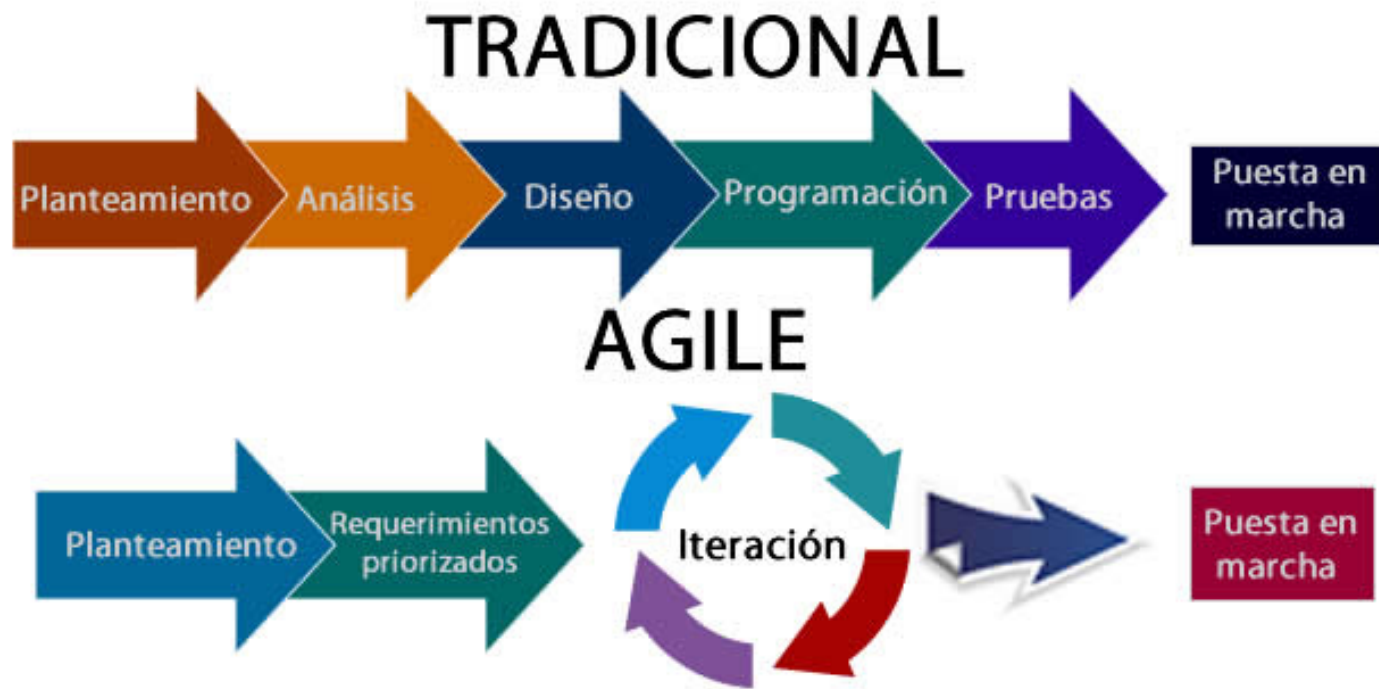 TRADICIONAL
Planteamiento
Análisis
Diseño
Programación
Pruebas
Puesta en
marcha
AGILE
Planteamiento
Requerimientos
priorizados
Iteración
Puesta en
marcha